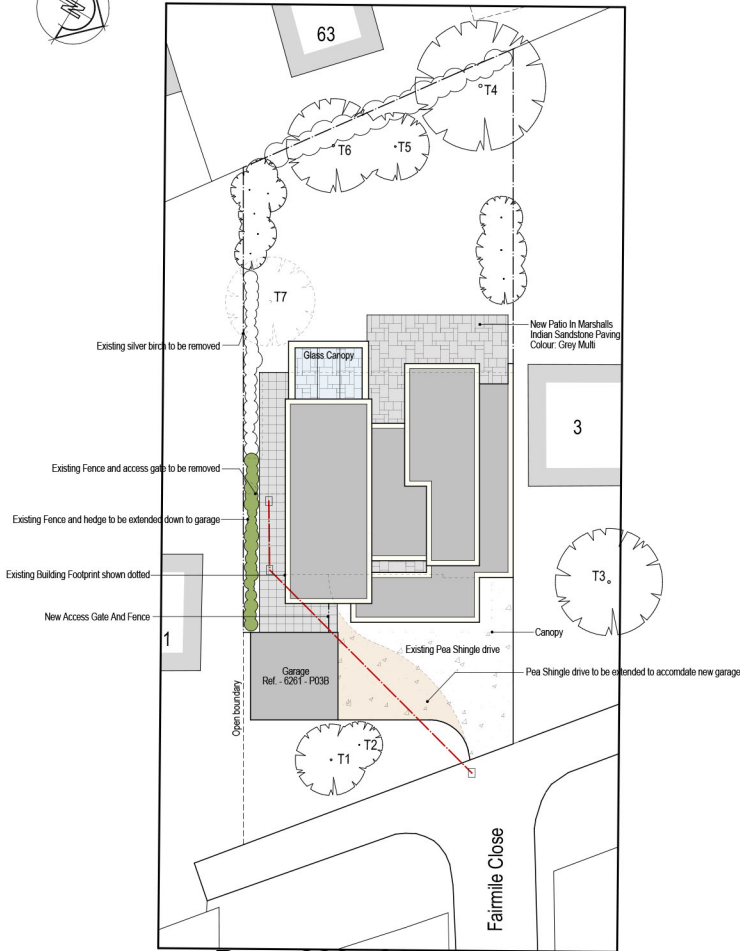 N
63
T4
T6
T5
T7
Existing silver birch to be removed
Glass Canopy
New Patio In Marshalls
Indian Sandstone Paving
Colour: Grey Multi
3
Existing Fence and access gate to be removed
Existing Fence and hedge to be extended down to garage
Existing Building Footprint shown dotted
T3
New Access Gate And Fence
1
Canopy
Existing Pea Shingle drive
Garage
Ref. - 6261 - P03B
Pea Shingle drive to be extended to accomdate new garage
Open boundary
T2
T1
Fairmile Close